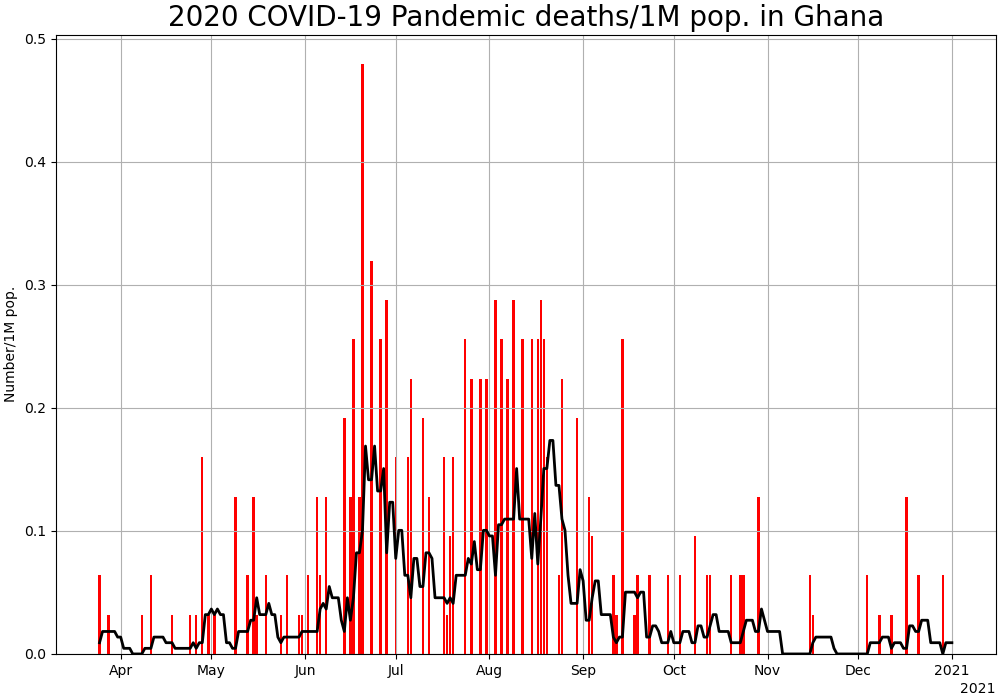 2020 COVID-19 Pandemic deaths/1M pop. in Ghana
Number/1M pop.
0.5
0.4
0.3
0.2
0.1
0.0
Apr May Jun Jul Aug Sep Oct Nov Dec 2021
2021